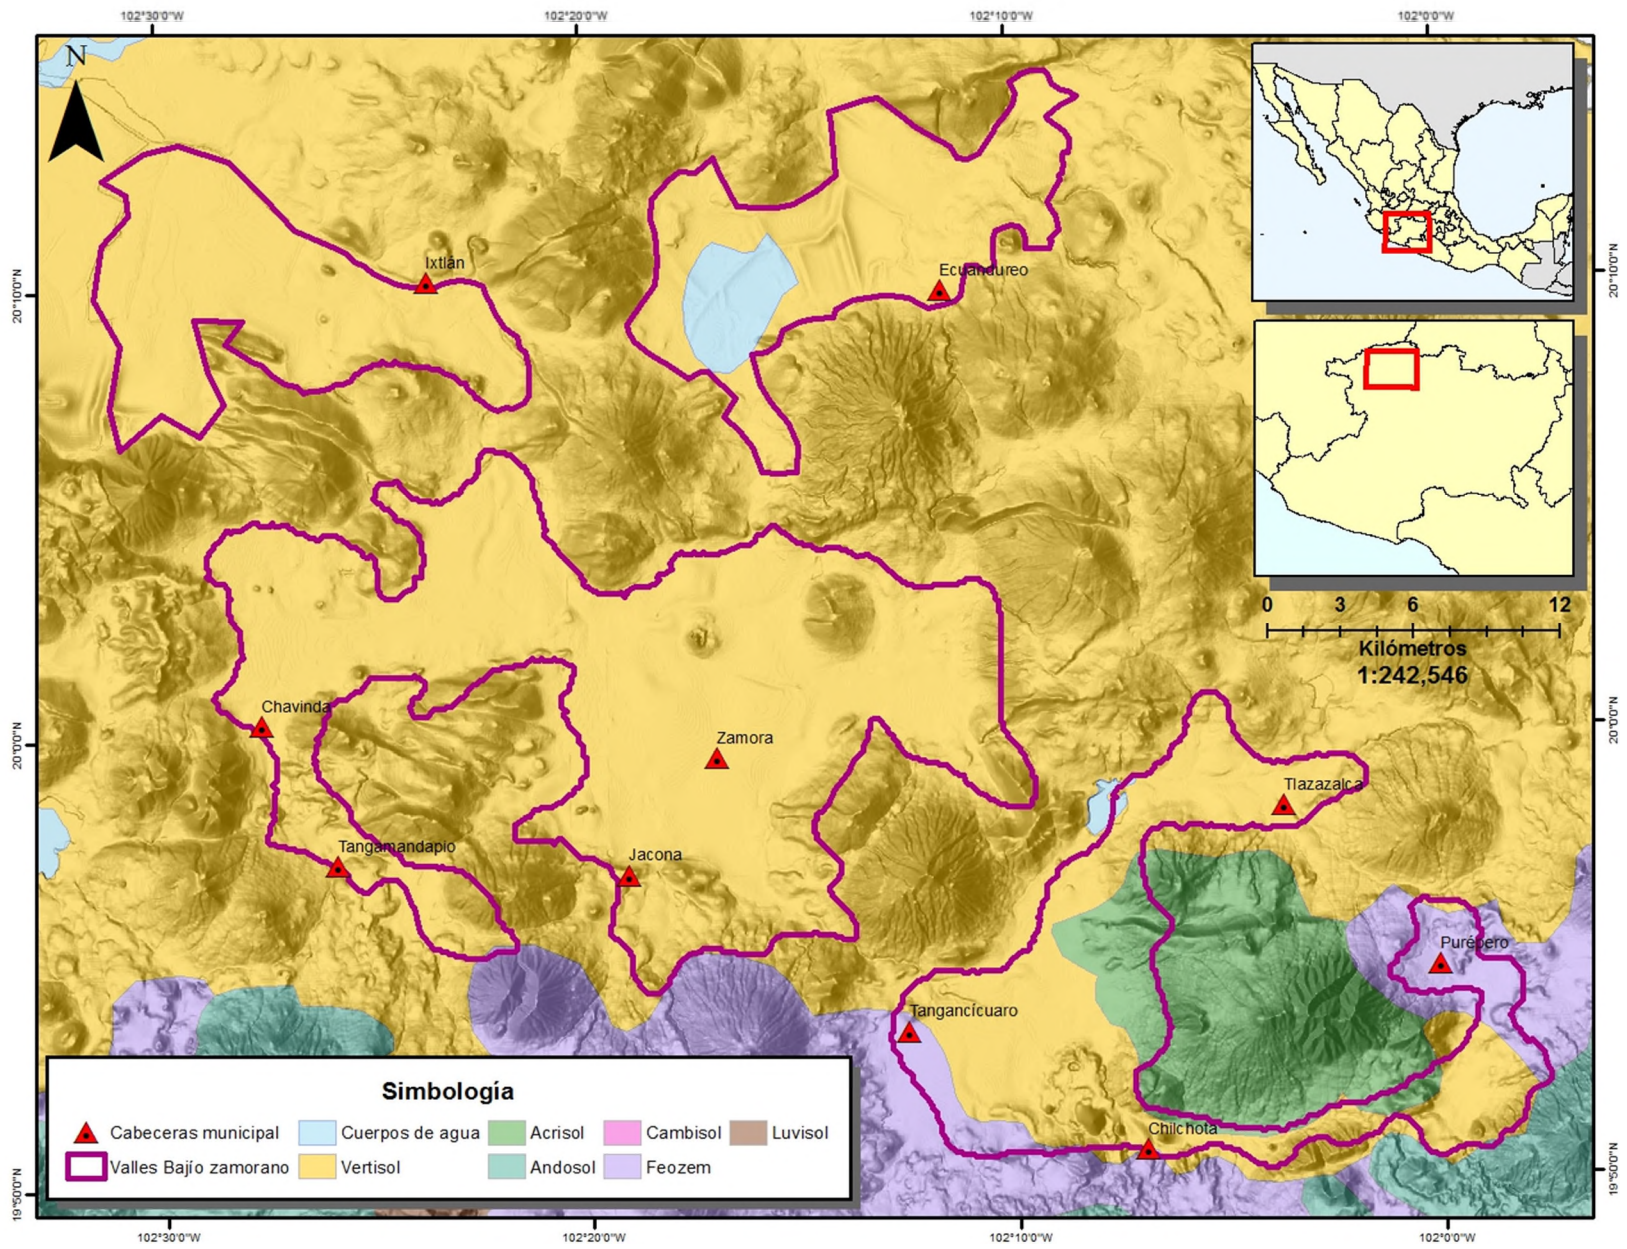 102°30'0"W 102°20'0"W 102°10'0"W 102°0'0"W
N
Ixtlán
Ecuandureo
20°10'0"N
20°10'0"N
0 3 6 12
Kilómetros
1:242,546
Chavinda
Zamora
20°0'0"N
20°0'0"N
Tlazazalca
Tangamandapio
Jacona
Purépero
Tangancícuaro
Chilchota
Simbología
Cabeceras municipal
Cuerpos de agua
Acrisol
Cambisol
Luvisol
Valles Bajío zamorano
Vertisol
Andosol
Feozem
19°50'0"N
19°50'0"N
102°30'0"W 102°20'0"W 102°10'0"W 102°0'0"W